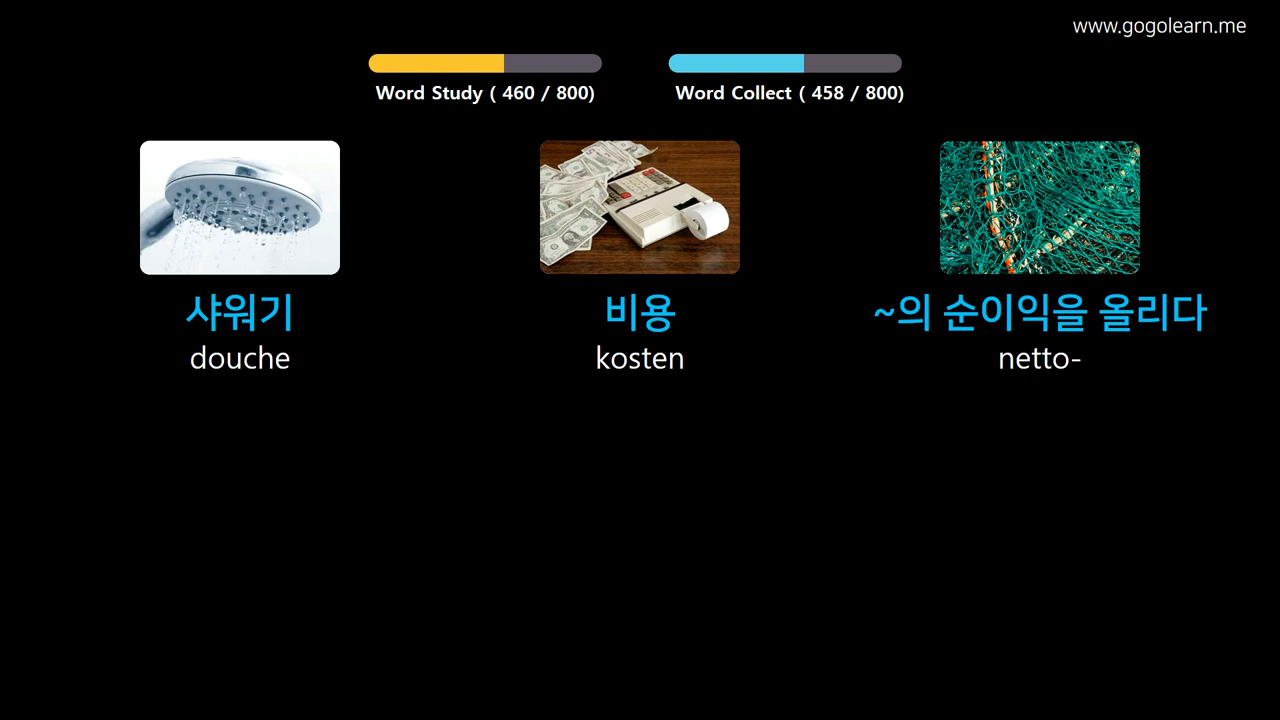 www.gogolearn.me
Word Study ( 460 / 800)
Word Collect ( 458 / 800)
샤워기
비용
~의 순이익을 올리다
douche
kosten
netto-